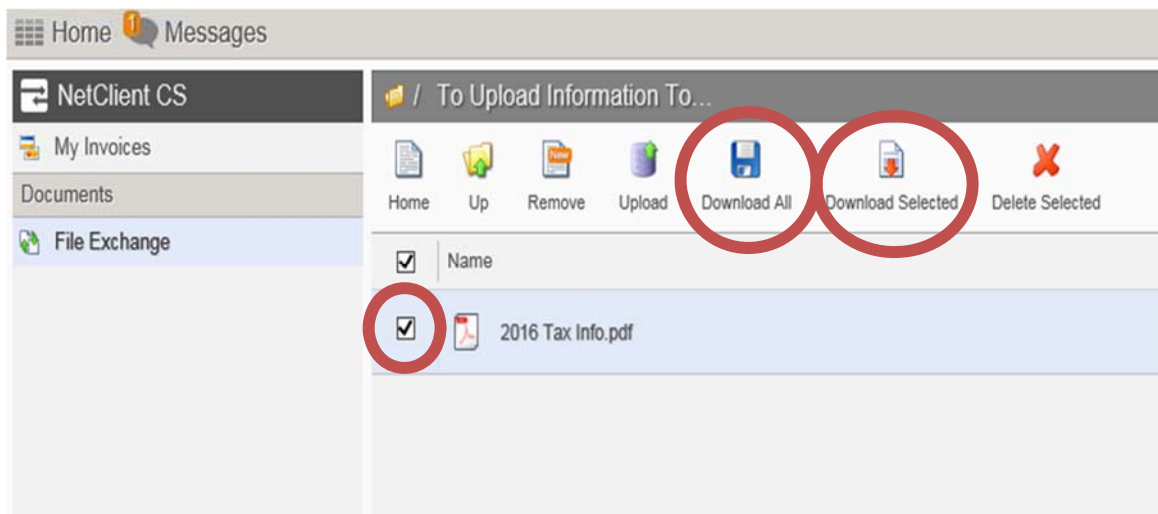 Home 1 Messages
NetClient CS
My Invoices
Documents
File Exchange
/ To Upload Information To...
Home Up New Remove Upload Download All Download Selected Delete Selected
Name
2016 Tax Info.pdf